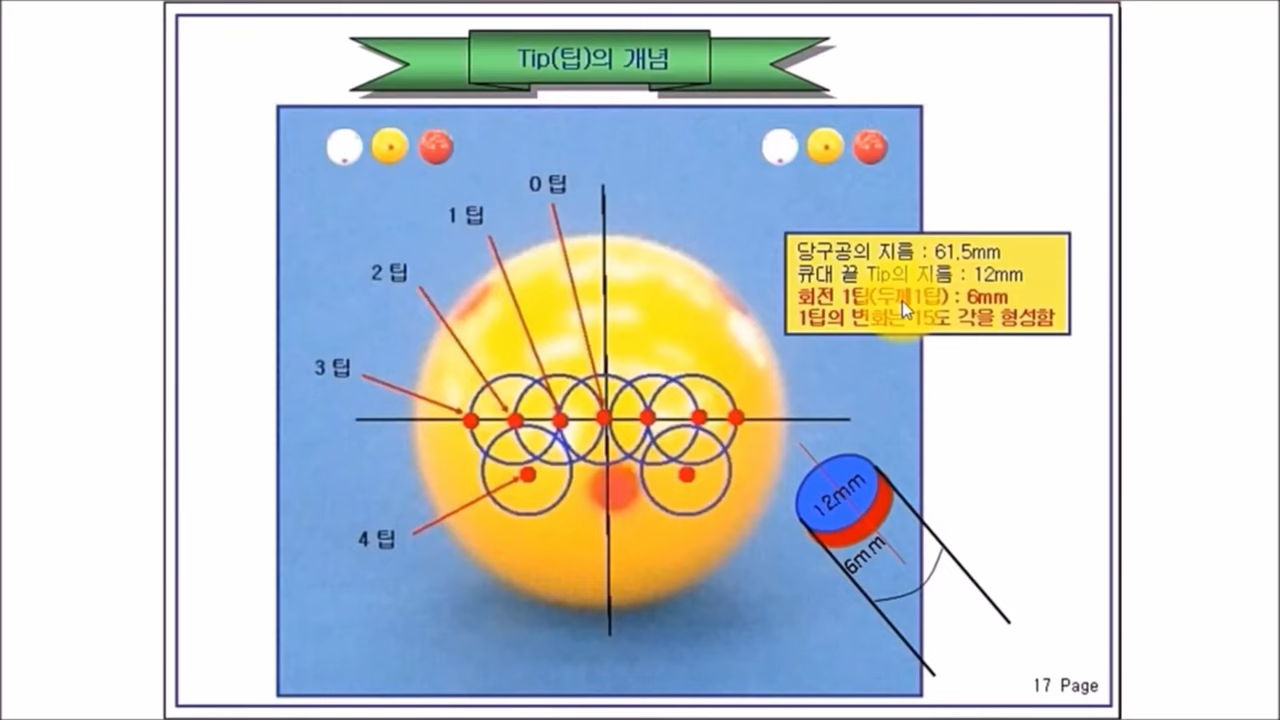 Tip(팁)의 개념
0 팁
1 팁
2 팁
3 팁
4 팁
당구공의 지름 : 61.5mm
큐대 끝 Tip의 지름 : 12mm
회전 1팁(두께1팁) : 6mm
1팁의 변화는 15도 각을 형성함
12mm
6mm
17 Page